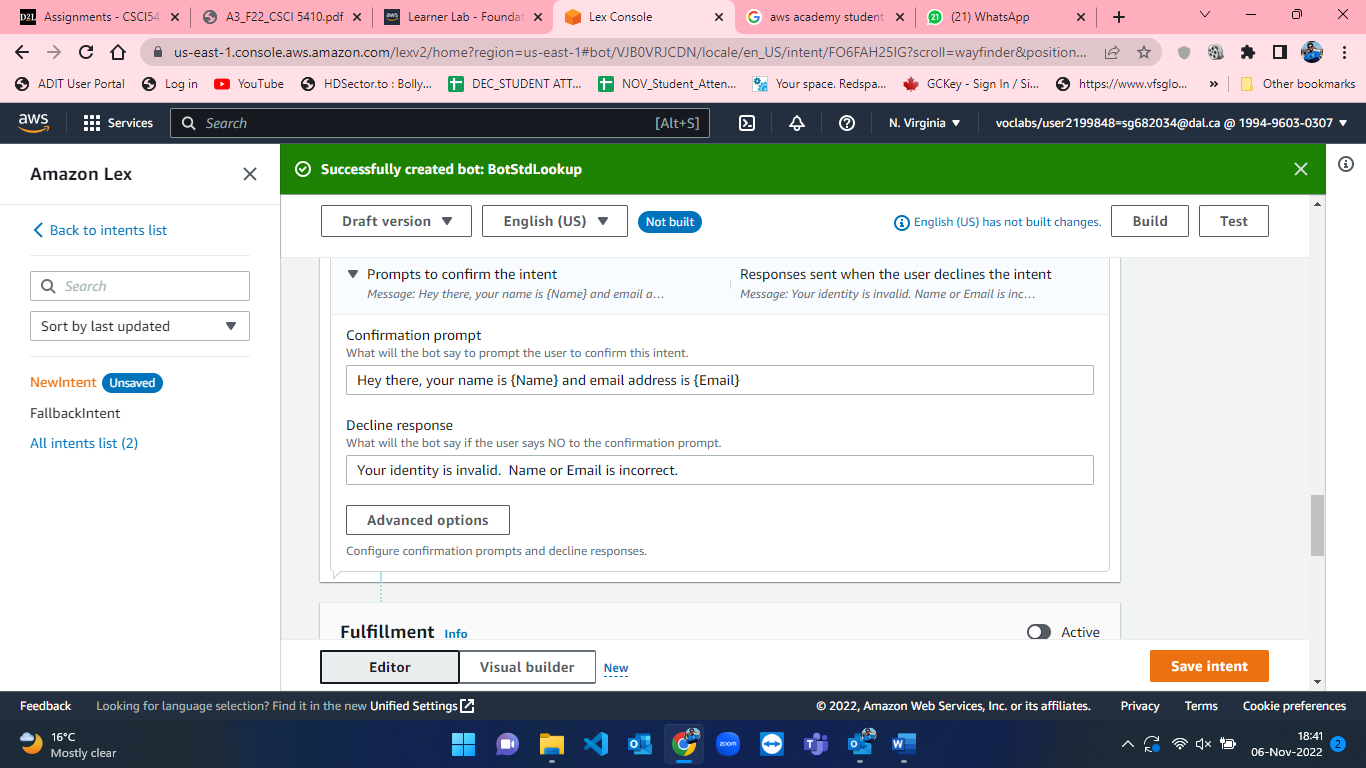 Assignments - CSCI54
A3_F22_CSCI 5410.pdf
Learner Lab - Foundat
Lex Console
aws academy student
(21) WhatsApp
us-east-1.console.aws.amazon.com/lexv2/home?region=us-east-1#bot/VJB0VRJCDN/locale/en_US/intent/FO6FAH25IG?scroll=wayfinder&position...
ADIT User Portal
Log in
YouTube
HDSector.to : Bolly...
DEC_STUDENT ATT...
NOV_Student_Atten...
Your space. Redspa...
GCKey - Sign In / Si...
https://www.vfsglo...
»
Other bookmarks
aws
Services
Search
[Alt+S]
N. Virginia
voclabs/user2199848=sg682034@dal.ca @ 1994-9603-0307
Amazon Lex
Successfully created bot: BotStdLookup
Back to intents list
Draft version
English (US)
Not built
English (US) has not built changes.
Build
Test
Search
Sort by last updated
NewIntent
Unsaved
FallbackIntent
All intents list (2)
Prompts to confirm the intent
Message: Hey there, your name is {Name} and email a...
Responses sent when the user declines the intent
Message: Your identity is invalid. Name or Email is inc...
Confirmation prompt
What will the bot say to prompt the user to confirm this intent.
Hey there, your name is {Name} and email address is {Email}
Decline response
What will the bot say if the user says NO to the confirmation prompt.
Your identity is invalid.  Name or Email is incorrect.
Advanced options
Configure confirmation prompts and decline responses.
Fulfillment
Info
Active
Editor
Visual builder
New
Save intent
Feedback
Looking for language selection? Find it in the new Unified Settings
© 2022, Amazon Web Services, Inc. or its affiliates.
Privacy
Terms
Cookie preferences
16°C
Mostly clear
zoom
18:41
06-Nov-2022
2